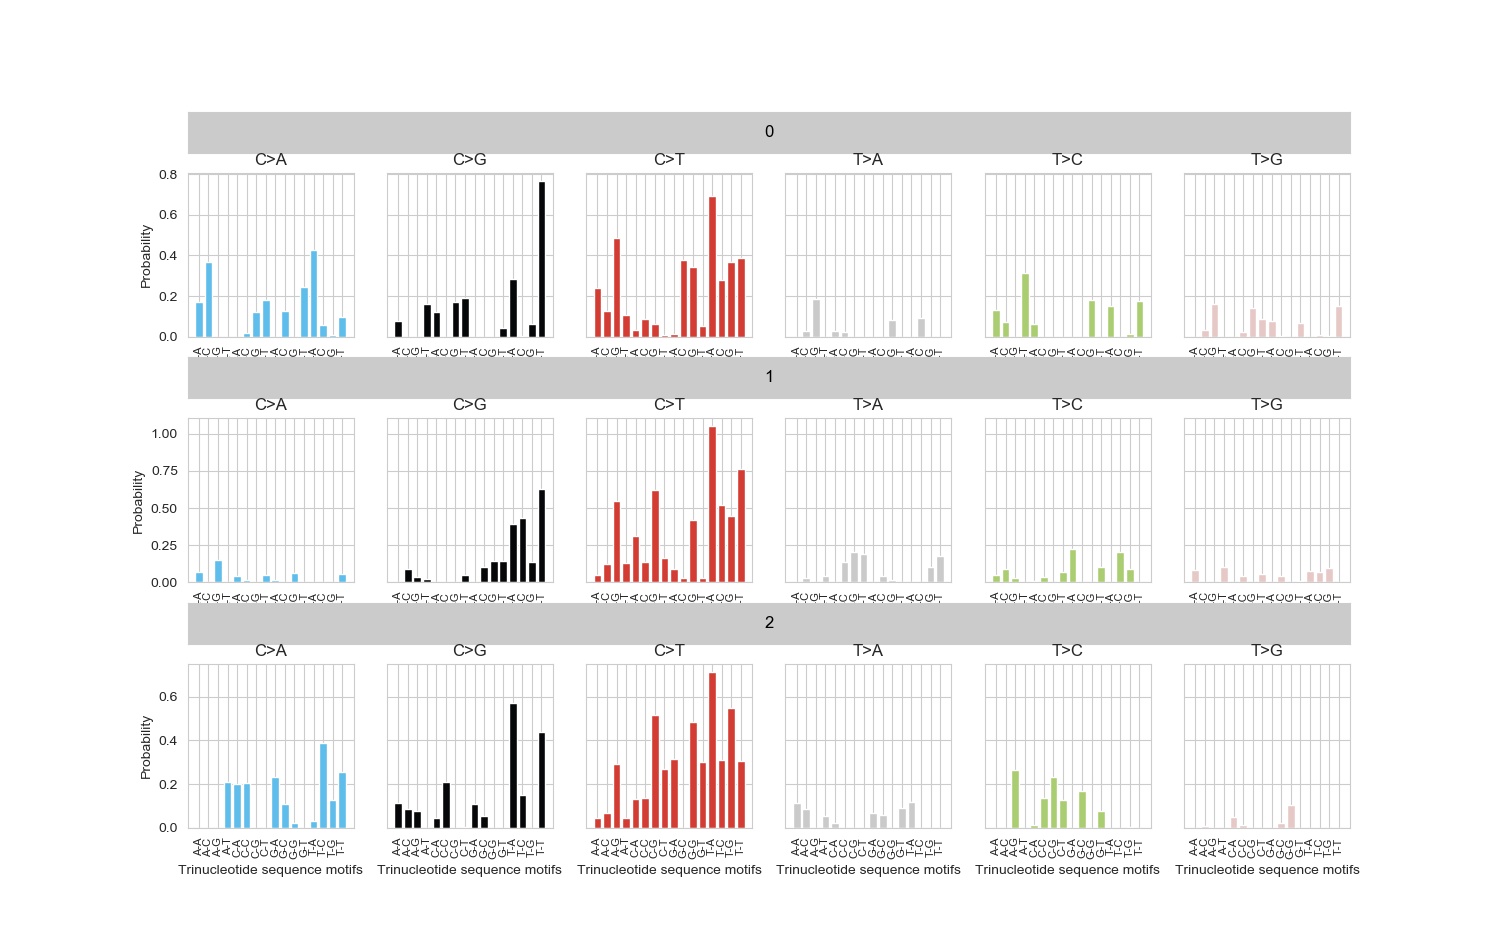 0
C>A C>G C>T T>A T>C T>G
0.8
0.6
0.4
0.2
0.0
Probability
1
C>A C>G C>T T>A T>C T>G
1.00
0.75
0.50
0.25
0.00
Probability
2
C>A C>G C>T T>A T>C T>G
0.6
0.4
0.2
0.0
Probability
A-A A-C A-G A-T C-A C-C C-G C-T G-A G-C G-G G-T T-A T-C T-G T-T A-A A-C A-G A-T C-A C-C C-G C-T G-A G-C G-G G-T T-A T-C T-G T-T A-A A-C A-G A-T C-A C-C C-G C-T G-A G-C G-G G-T T-A T-C T-G T-T A-A A-C A-G A-T C-A C-C C-G C-T G-A G-C G-G G-T T-A T-C T-G T-T A-A A-C A-G A-T C-A C-C C-G C-T G-A G-C G-G G-T T-A T-C T-G T-T A-A A-C A-G A-T C-A C-C C-G C-T G-A G-C G-G G-T T-A T-C T-G T-T
Trinucleotide sequence motifs Trinucleotide sequence motifs Trinucleotide sequence motifs Trinucleotide sequence motifs Trinucleotide sequence motifs Trinucleotide sequence motifs